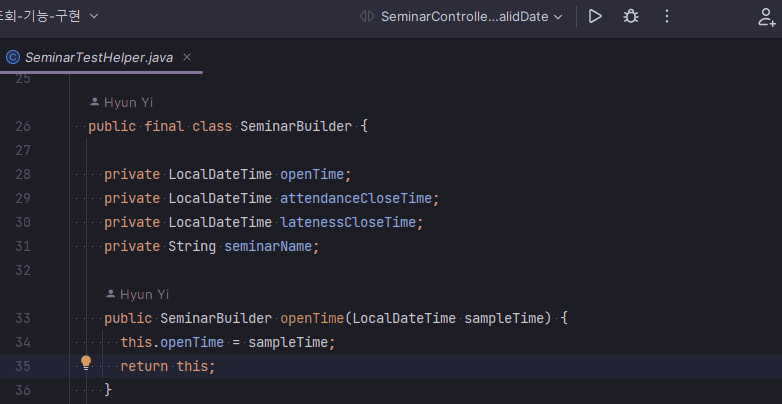 조회-기능-구현
SeminarControlle...alidDate
SeminarTestHelper.java
25
Hyun Yi
26 public final class SeminarBuilder {
27
28 private LocalDateTime openTime;
29 private LocalDateTime attendanceCloseTime;
30 private LocalDateTime latenessCloseTime;
31 private String seminarName;
32
Hyun Yi
33 public SeminarBuilder openTime(LocalDateTime sampleTime) {
34 this.openTime = sampleTime;
35 return this;
36 }